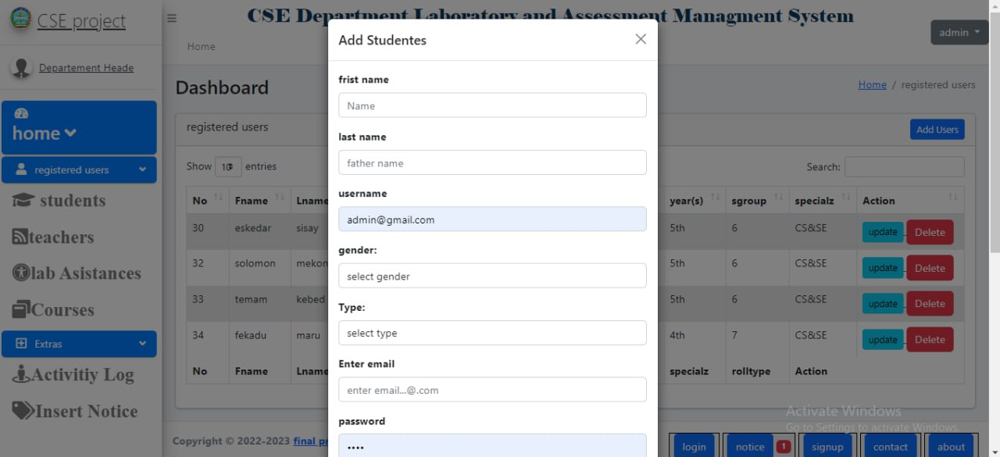 CSE project
CSE Department Laboratory and Assessment Managment System
admin
Home
Departement Heade
Dashboard
Home / registered users
home
registered users
students
teachers
lab Asistances
Courses
Extras
Activitiy Log
Insert Notice
registered users
Add Users
Show 10 entries
Search:
No Fname Lname year(s) sgroup specialz Action
30 eskedar sisay 5th 6 CS&SE update Delete
32 solomon mekon 5th 6 CS&SE update Delete
33 temam kebed 5th 6 CS&SE update Delete
34 fekadu maru 4th 7 CS&SE update Delete
No Fname Lname specialz rolltype Action
Add Studentes
frist name
Name
last name
father name
username
admin@gmail.com
gender:
select gender
Type:
select type
Enter email
enter email...@.com
password
••••
Activate Windows
Go to Settings to activate Windows.
Copyright © 2022-2023 final pr
login notice 1 signup contact about